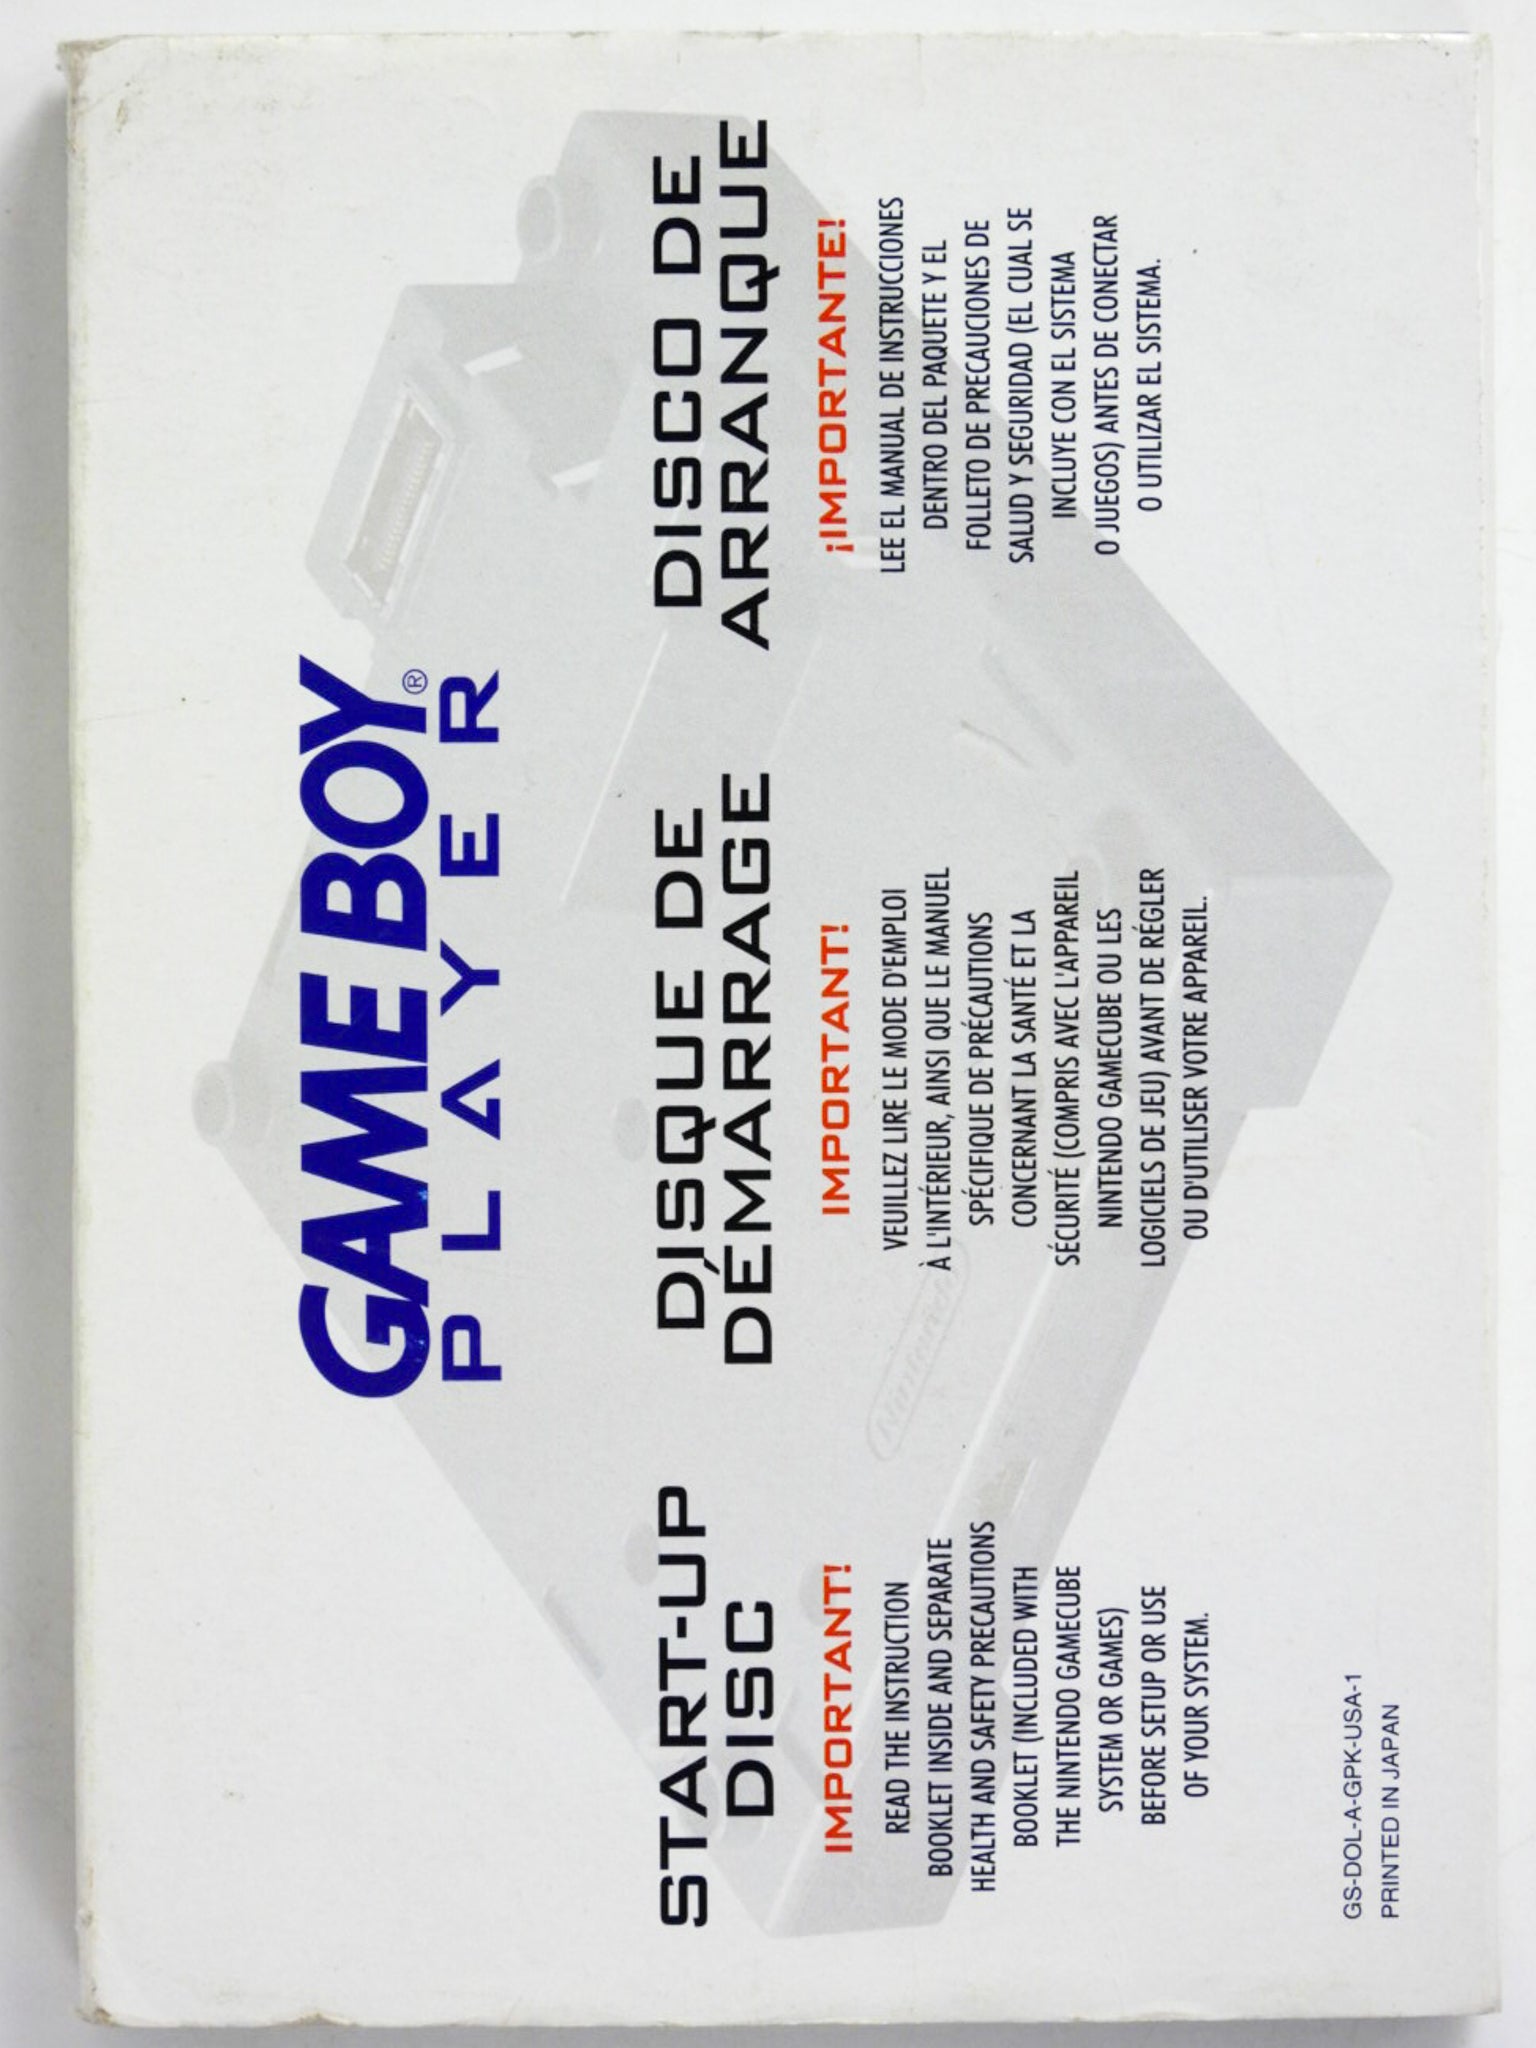 GAME BOY®
PLAYER
START-UP
DISC
IMPORTANT!
READ THE INSTRUCTION
BOOKLET INSIDE AND SEPARATE
HEALTH AND SAFETY PRECAUTIONS
BOOKLET (INCLUDED WITH
THE NINTENDO GAMECUBE
SYSTEM OR GAMES)
BEFORE SETUP OR USE
OF YOUR SYSTEM.
DISQUE DE
DÉMARRAGE
IMPORTANT!
VEUILLEZ LIRE LE MODE D'EMPLOI
À L'INTÉRIEUR, AINSI QUE LE MANUEL
SPÉCIFIQUE DE PRÉCAUTIONS
CONCERNANT LA SANTÉ ET LA
SÉCURITÉ (COMPRIS AVEC L'APPAREIL
NINTENDO GAMECUBE OU LES
LOGICIELS DE JEU) AVANT DE RÉGLER
OU D'UTILISER VOTRE APPAREIL.
DISCO DE
ARRANQUE
¡IMPORTANTE!
LEE EL MANUAL DE INSTRUCCIONES
DENTRO DEL PAQUETE Y EL
FOLLETO DE PRECAUCIONES DE
SALUD Y SEGURIDAD (EL CUAL SE
INCLUYE CON EL SISTEMA
O JUEGOS) ANTES DE CONECTAR
O UTILIZAR EL SISTEMA.
Nintendo
GS-DOL-A-GPK-USA-1
PRINTED IN JAPAN